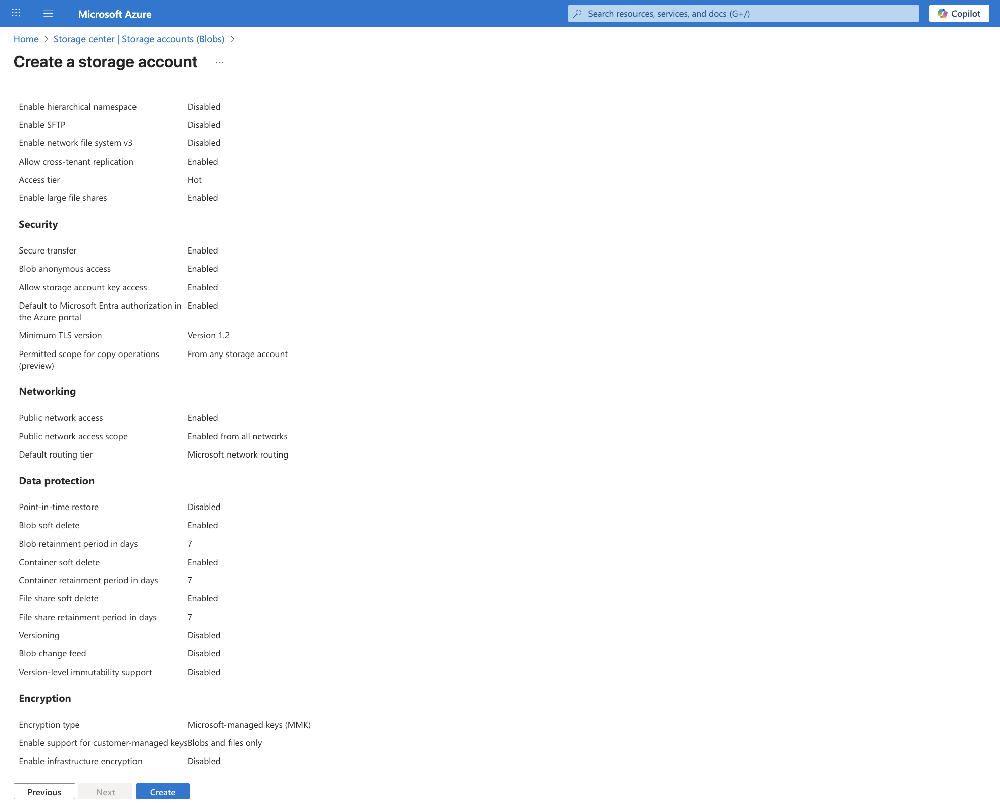 Microsoft Azure
Search resources, services, and docs (G+/)
Copilot
Home > Storage center | Storage accounts (Blobs) >
Create a storage account ...
Enable hierarchical namespace Disabled
Enable SFTP Disabled
Enable network file system v3 Disabled
Allow cross-tenant replication Enabled
Access tier Hot
Enable large file shares Enabled
Security
Secure transfer Enabled
Blob anonymous access Enabled
Allow storage account key access Enabled
Default to Microsoft Entra authorization in Enabled
the Azure portal
Minimum TLS version Version 1.2
Permitted scope for copy operations From any storage account
(preview)
Networking
Public network access Enabled
Public network access scope Enabled from all networks
Default routing tier Microsoft network routing
Data protection
Point-in-time restore Disabled
Blob soft delete Enabled
Blob retainment period in days 7
Container soft delete Enabled
Container retainment period in days 7
File share soft delete Enabled
File share retainment period in days 7
Versioning Disabled
Blob change feed Disabled
Version-level immutability support Disabled
Encryption
Encryption type Microsoft-managed keys (MMK)
Enable support for customer-managed keys Blobs and files only
Enable infrastructure encryption Disabled
Previous Next Create